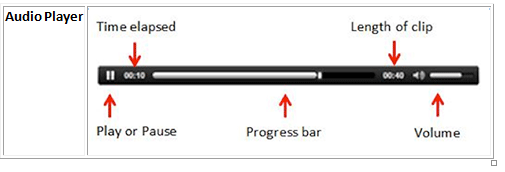 Audio Player
Time elapsed
Length of clip
00:10
00:40
Play or Pause
Progress bar
Volume